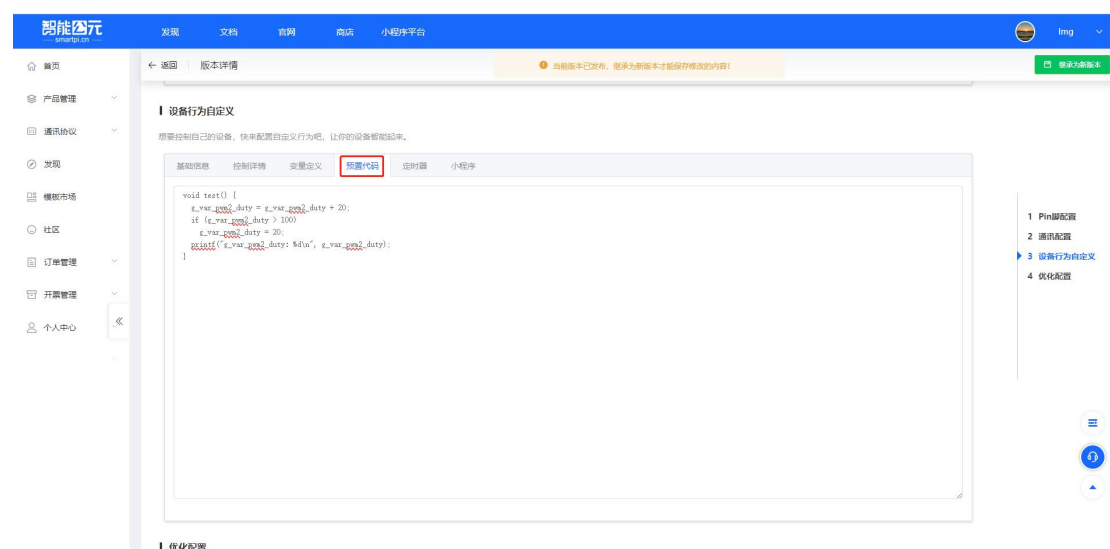 智能公元
smartpi.cn
发现 文档 官网 商店 小程序平台
lmg
首页
产品管理
通讯协议
发现
模板市场
社区
订单管理
开票管理
个人中心
← 返回 版本详情
当前版本已发布，继承为新版本才能保存修改的内容！
继承为新版本
设备行为自定义
想要控制自己的设备，快来配置自定义行为吧，让你的设备智能起来。
基础信息 控制详情 变量定义 预置代码 定时器 小程序
void test() {
g_var_pwm2_duty = g_var_pwm2_duty + 20;
if (g_var_pwm2_duty > 100)
g_var_pwm2_duty = 20;
printf("g_var_pwm2_duty: %d\n", g_var_pwm2_duty);
}
1 Pin脚配置
2 通讯配置
3 设备行为自定义
4 优化配置
优化配置